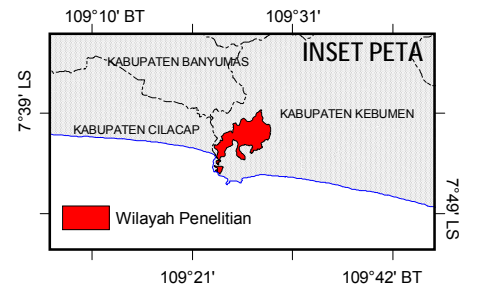 109°10' BT 109°31'
INSET PETA
KABUPATEN BANYUMAS
7°39' LS
KABUPATEN KEBUMEN
KABUPATEN CILACAP
7°49' LS
Wilayah Penelitian
109°21' 109°42' BT